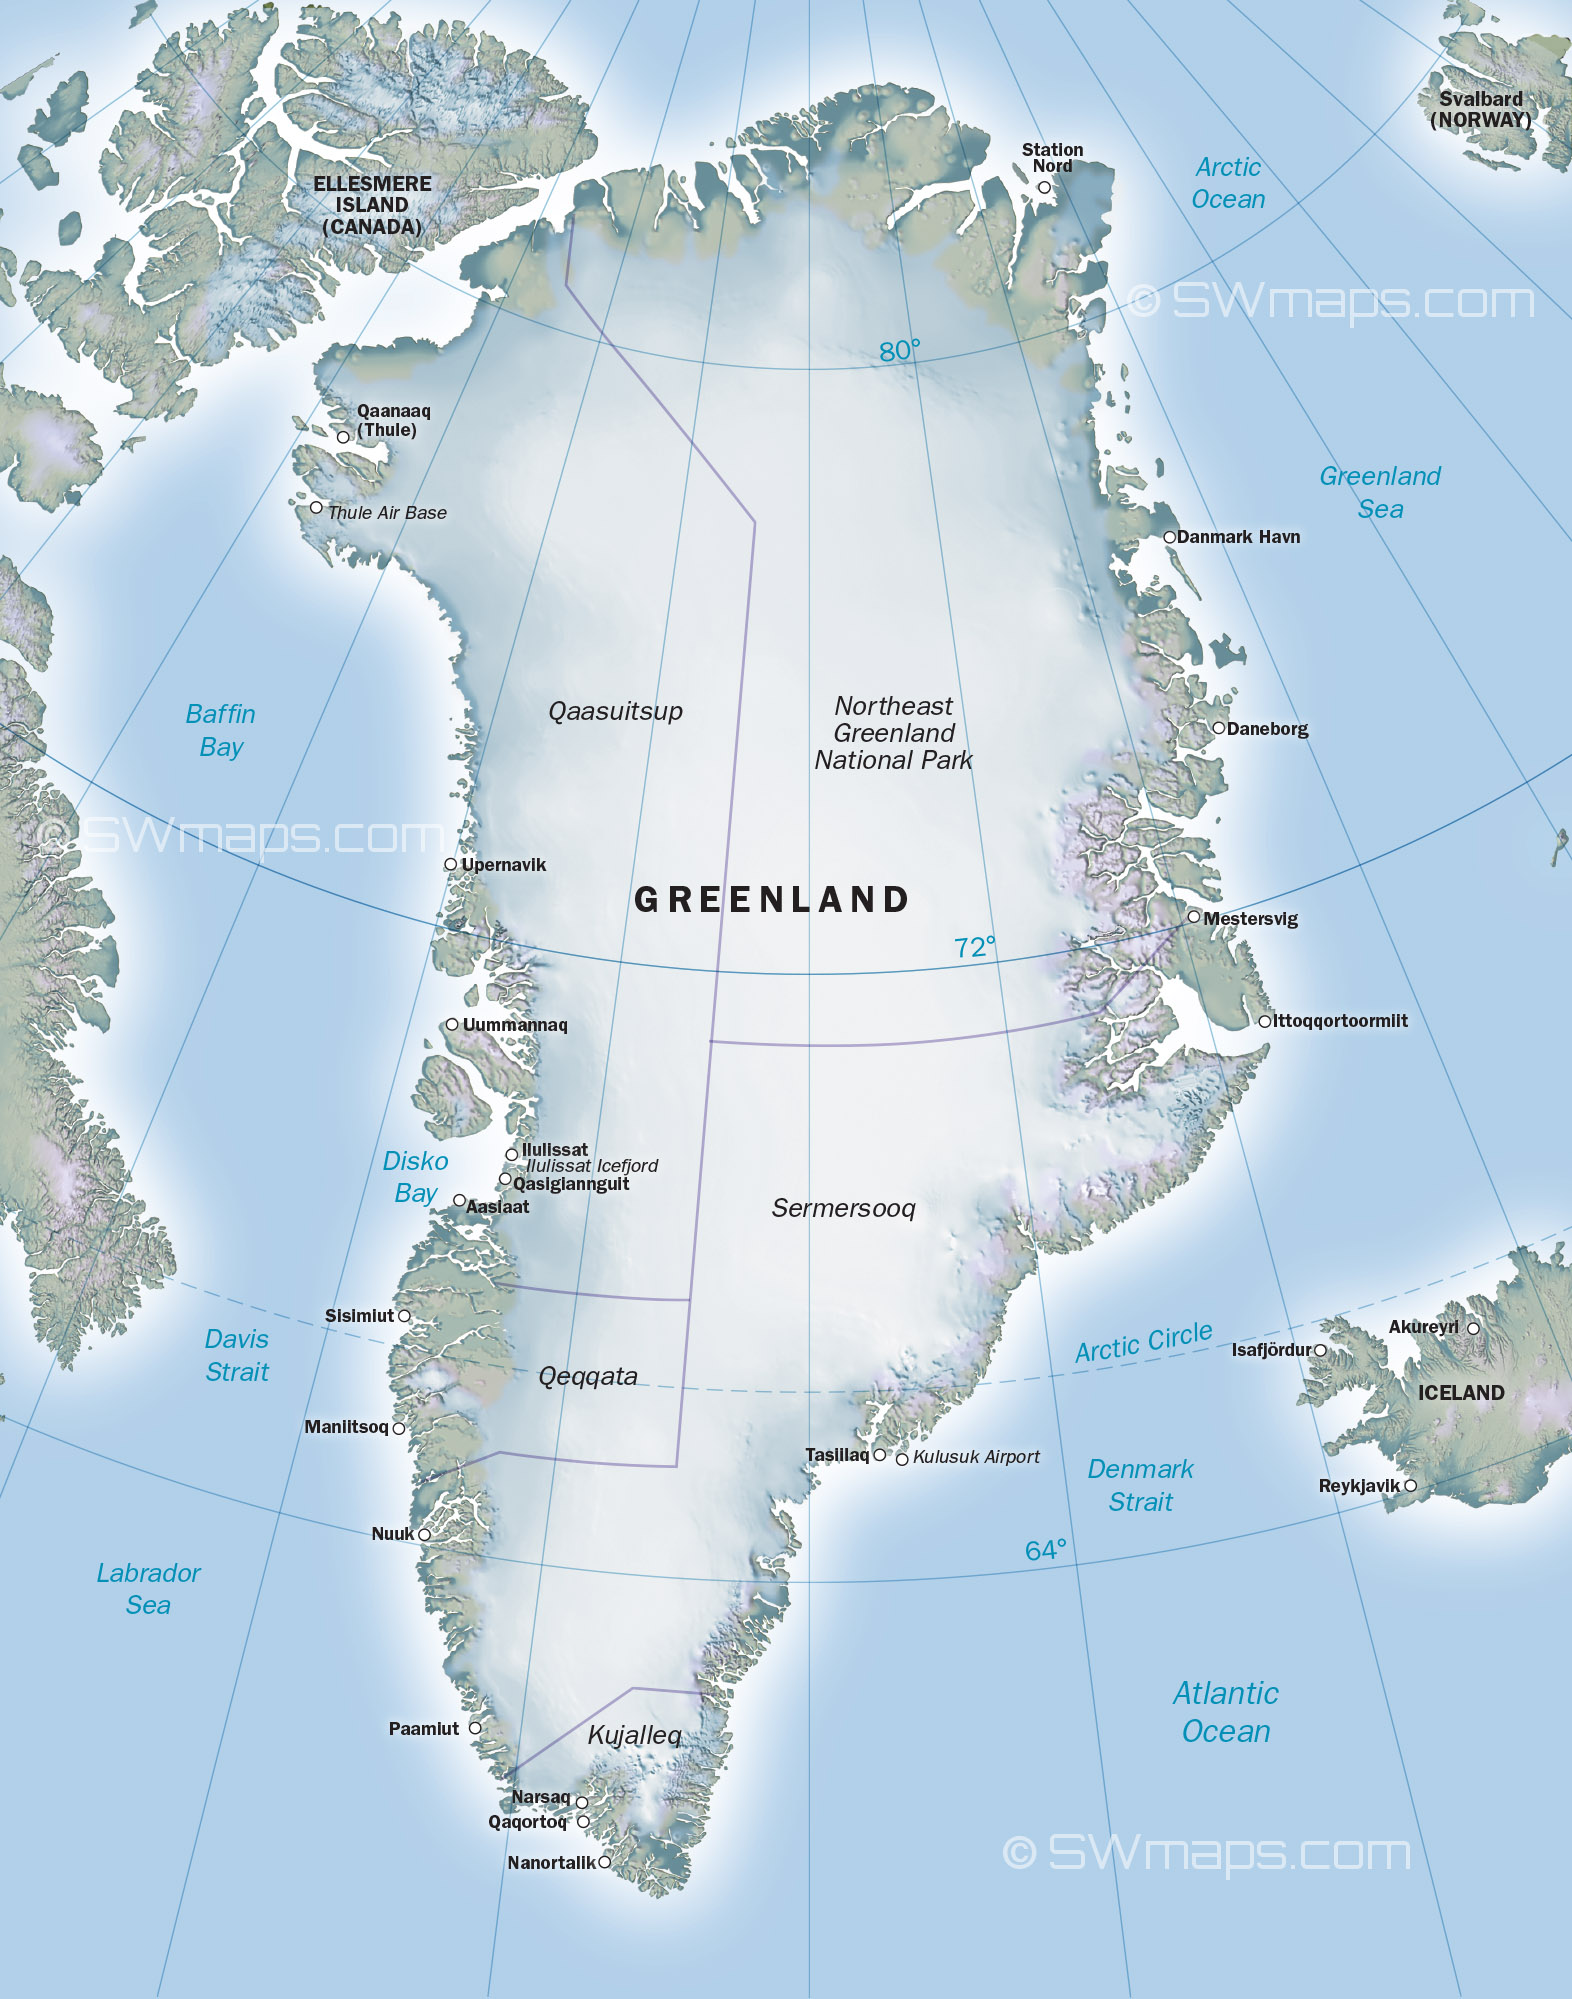 Svalbard
(NORWAY)
Station
Nord
Arctic
Ocean
ELLESMERE
ISLAND
(CANADA)
© SWmaps.com
80°
Qaanaaq
(Thule)
Thule Air Base
Greenland
Sea
Danmark Havn
Baffin
Bay
Qaasuitsup
Northeast
Greenland
National Park
Daneborg
© SWmaps.com
Upernavik
GREENLAND
Mestersvig
72°
Uummannaq
Ittoqqortoormiit
Disko
Bay
Ilulissat
Ilulissat Icefjord
Qasigiannguit
Aasiaat
Sermersooq
Sisimiut
Davis
Strait
Qeqqata
Arctic Circle
Isafjördur
Akureyri
ICELAND
Maniitsoq
Tasiilaq
Kulusuk Airport
Denmark
Strait
Reykjavik
Nuuk
64°
Labrador
Sea
Atlantic
Ocean
Paamiut
Kujalleq
Narsaq
Qaqortoq
Nanortalik
© SWmaps.com